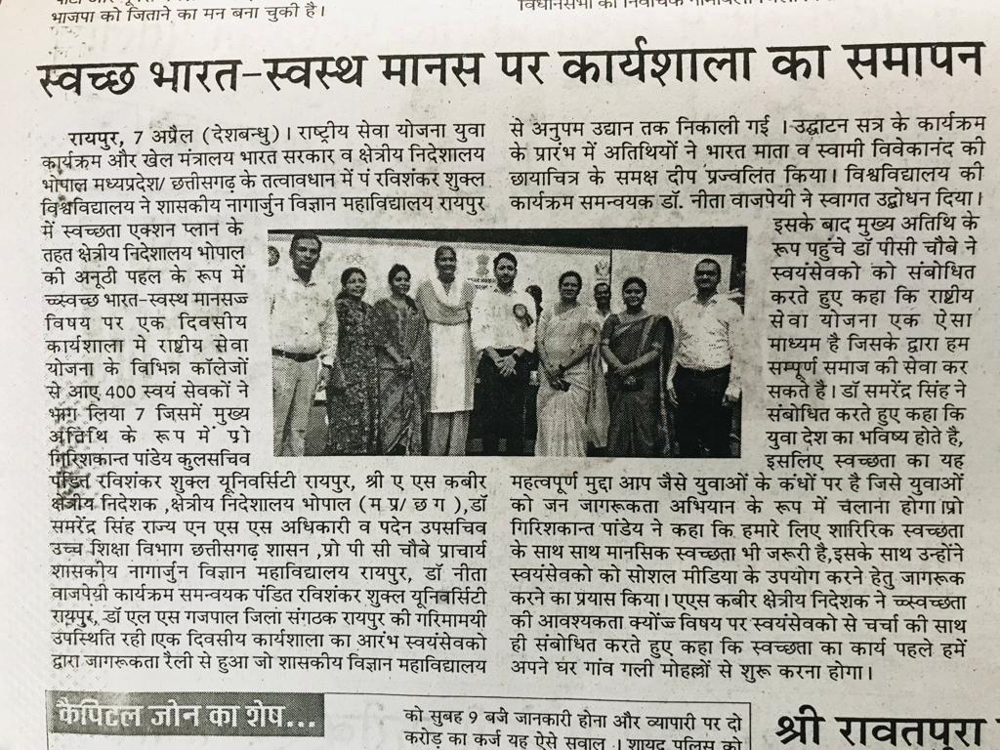 भाजपा को जिताने का मन बना चुकी है।
स्वच्छ भारत-स्वस्थ मानस पर कार्यशाला का समापन
रायपुर, 7 अप्रैल (देशबन्धु)। राष्ट्रीय सेवा योजना युवा
कार्यक्रम और खेल मंत्रालय भारत सरकार व क्षेत्रीय निदेशालय
भोपाल मध्यप्रदेश/ छत्तीसगढ़ के तत्वावधान में पं रविशंकर शुक्ल
विश्वविद्यालय ने शासकीय नागार्जुन विज्ञान महाविद्यालय रायपुर
में स्वच्छता एक्शन प्लान के
तहत क्षेत्रीय निदेशालय भोपाल
की अनूठी पहल के रूप में
च्स्वच्छ भारत-स्वस्थ मानसज्
विषय पर एक दिवसीय
कार्यशाला मे राष्ट्रीय सेवा
योजना के विभिन्न कॉलेजों
से आए 400 स्वयं सेवकों ने
भाग लिया 7 जिसमें मुख्य
अतिथि के रूप में प्रो
गिरिशकान्त पांडेय कुलसचिव
पंडित रविशंकर शुक्ल यूनिवर्सिटी रायपुर, श्री ए एस कबीर
क्षेत्रीय निदेशक ,क्षेत्रीय निदेशालय भोपाल (म प्र/ छ ग ),डॉ
समरेंद्र सिंह राज्य एन एस एस अधिकारी व पदेन उपसचिव
उच्च शिक्षा विभाग छत्तीसगढ़ शासन ,प्रो पी सी चौबे प्राचार्य
शासकीय नागार्जुन विज्ञान महाविद्यालय रायपुर, डॉ नीता
वाजपेयी कार्यक्रम समन्वयक पंडित रविशंकर शुक्ल यूनिवर्सिटी
रायपुर, डॉ एल एस गजपाल जिला संगठक रायपुर की गरिमामयी
उपस्थिति रही।एक दिवसीय कार्यशाला का आरंभ स्वयंसेवको
द्वारा जागरूकता रैली से हुआ जो शासकीय विज्ञान महाविद्यालय
से अनुपम उद्यान तक निकाली गई ।उद्घाटन सत्र के कार्यक्रम
के प्रारंभ में अतिथियों ने भारत माता व स्वामी विवेकानंद की
छायाचित्र के समक्ष दीप प्रज्वलित किया। विश्वविद्यालय की
कार्यक्रम समन्वयक डॉ. नीता वाजपेयी ने स्वागत उद्बोधन दिया।
इसके बाद मुख्य अतिथि के
रूप पहुंचे डॉ पीसी चौबे ने
स्वयंसेवको को संबोधित
करते हुए कहा कि राष्ट्रीय
सेवा योजना एक ऐसा
माध्यम है जिसके द्वारा हम
सम्पूर्ण समाज की सेवा कर
सकते है। डॉ समरेंद्र सिंह ने
संबोधित करते हुए कहा कि
युवा देश का भविष्य होते है,
इसलिए स्वच्छता का यह
महत्वपूर्ण मुद्दा आप जैसे युवाओं के कंधों पर है जिसे युवाओं
को जन जागरूकता अभियान के रूप में चलाना होगा।प्रो
गिरिशकान्त पांडेय ने कहा कि हमारे लिए शारिरिक स्वच्छता
के साथ साथ मानसिक स्वच्छता भी जरूरी है,इसके साथ उन्होंने
स्वयंसेवको को सोशल मीडिया के उपयोग करने हेतु जागरूक
करने का प्रयास किया। एएस कबीर क्षेत्रीय निदेशक ने च्स्वच्छता
की आवश्यकता क्योंज् विषय पर स्वयंसेवको से चर्चा की साथ
ही संबोधित करते हुए कहा कि स्वच्छता का कार्य पहले हमें
अपने घर गांव गली मोहल्लों से शुरू करना होगा।
कैपिटल जोन का शेष...
को सुबह 9 बजे जानकारी होना और व्यापारी पर दो
करोड़ का कर्ज यह ऐसे सवाल । शायद पुलिस को
श्री रावतपुरा